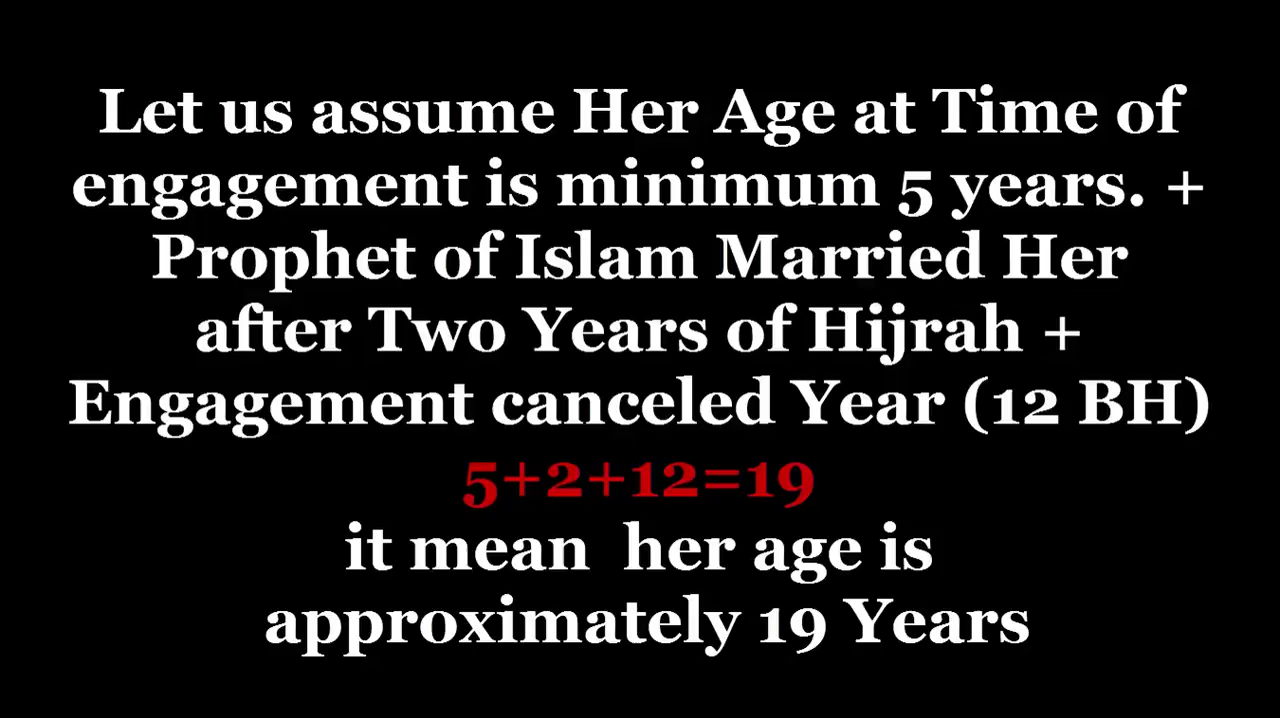 Let us assume Her Age at Time of
engagement is minimum 5 years. +
Prophet of Islam Married Her
after Two Years of Hijrah +
Engagement canceled Year (12 BH)
5+2+12=19
it mean her age is
approximately 19 Years